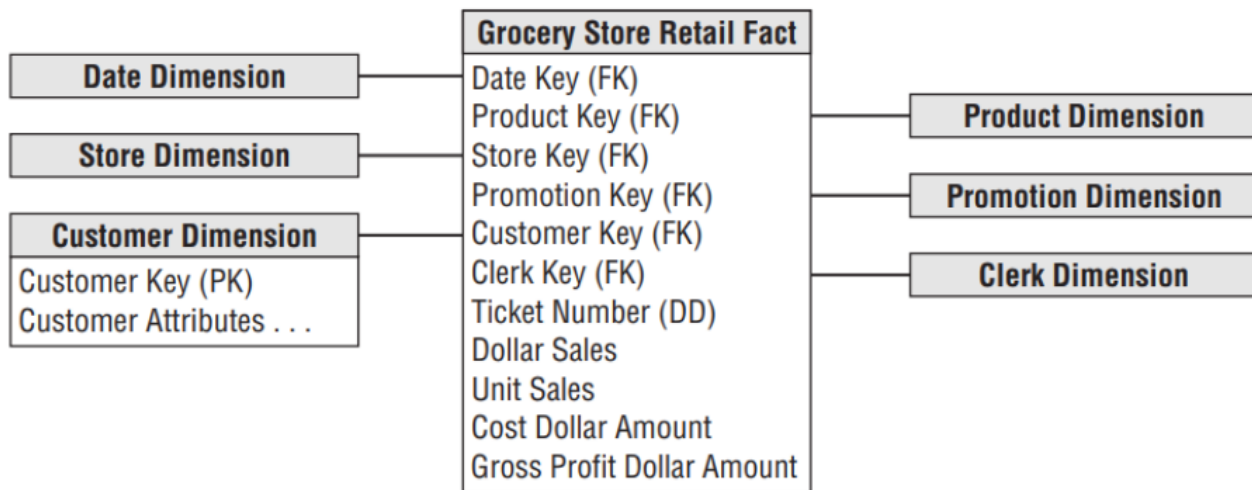 Date Dimension
Store Dimension
Customer Dimension
Customer Key (PK)
Customer Attributes . . .
Grocery Store Retail Fact
Date Key (FK)
Product Key (FK)
Store Key (FK)
Promotion Key (FK)
Customer Key (FK)
Clerk Key (FK)
Ticket Number (DD)
Dollar Sales
Unit Sales
Cost Dollar Amount
Gross Profit Dollar Amount
Product Dimension
Promotion Dimension
Clerk Dimension